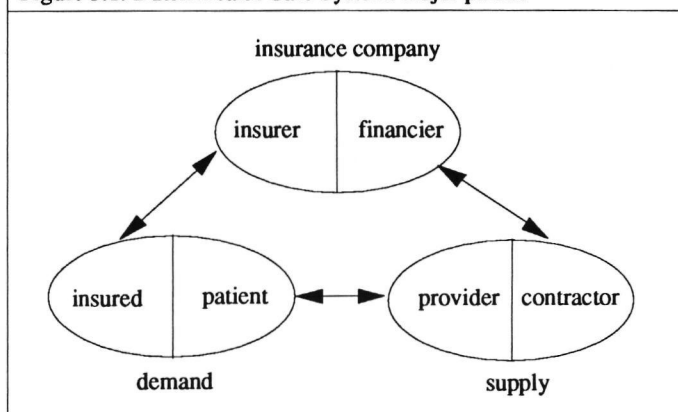 insurance company
insurer financier
insured patient
provider contractor
demand supply